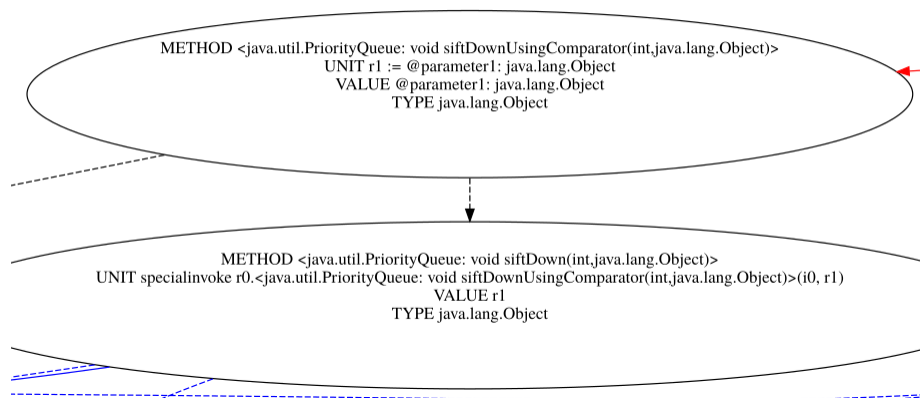 METHOD <java.util.PriorityQueue: void siftDownUsingComparator(int,java.lang.Object)>
UNIT r1 := @parameter1: java.lang.Object
VALUE @parameter1: java.lang.Object
TYPE java.lang.Object
METHOD <java.util.PriorityQueue: void siftDown(int,java.lang.Object)>
UNIT specialinvoke r0.<java.util.PriorityQueue: void siftDownUsingComparator(int,java.lang.Object)>(i0, r1)
VALUE r1
TYPE java.lang.Object